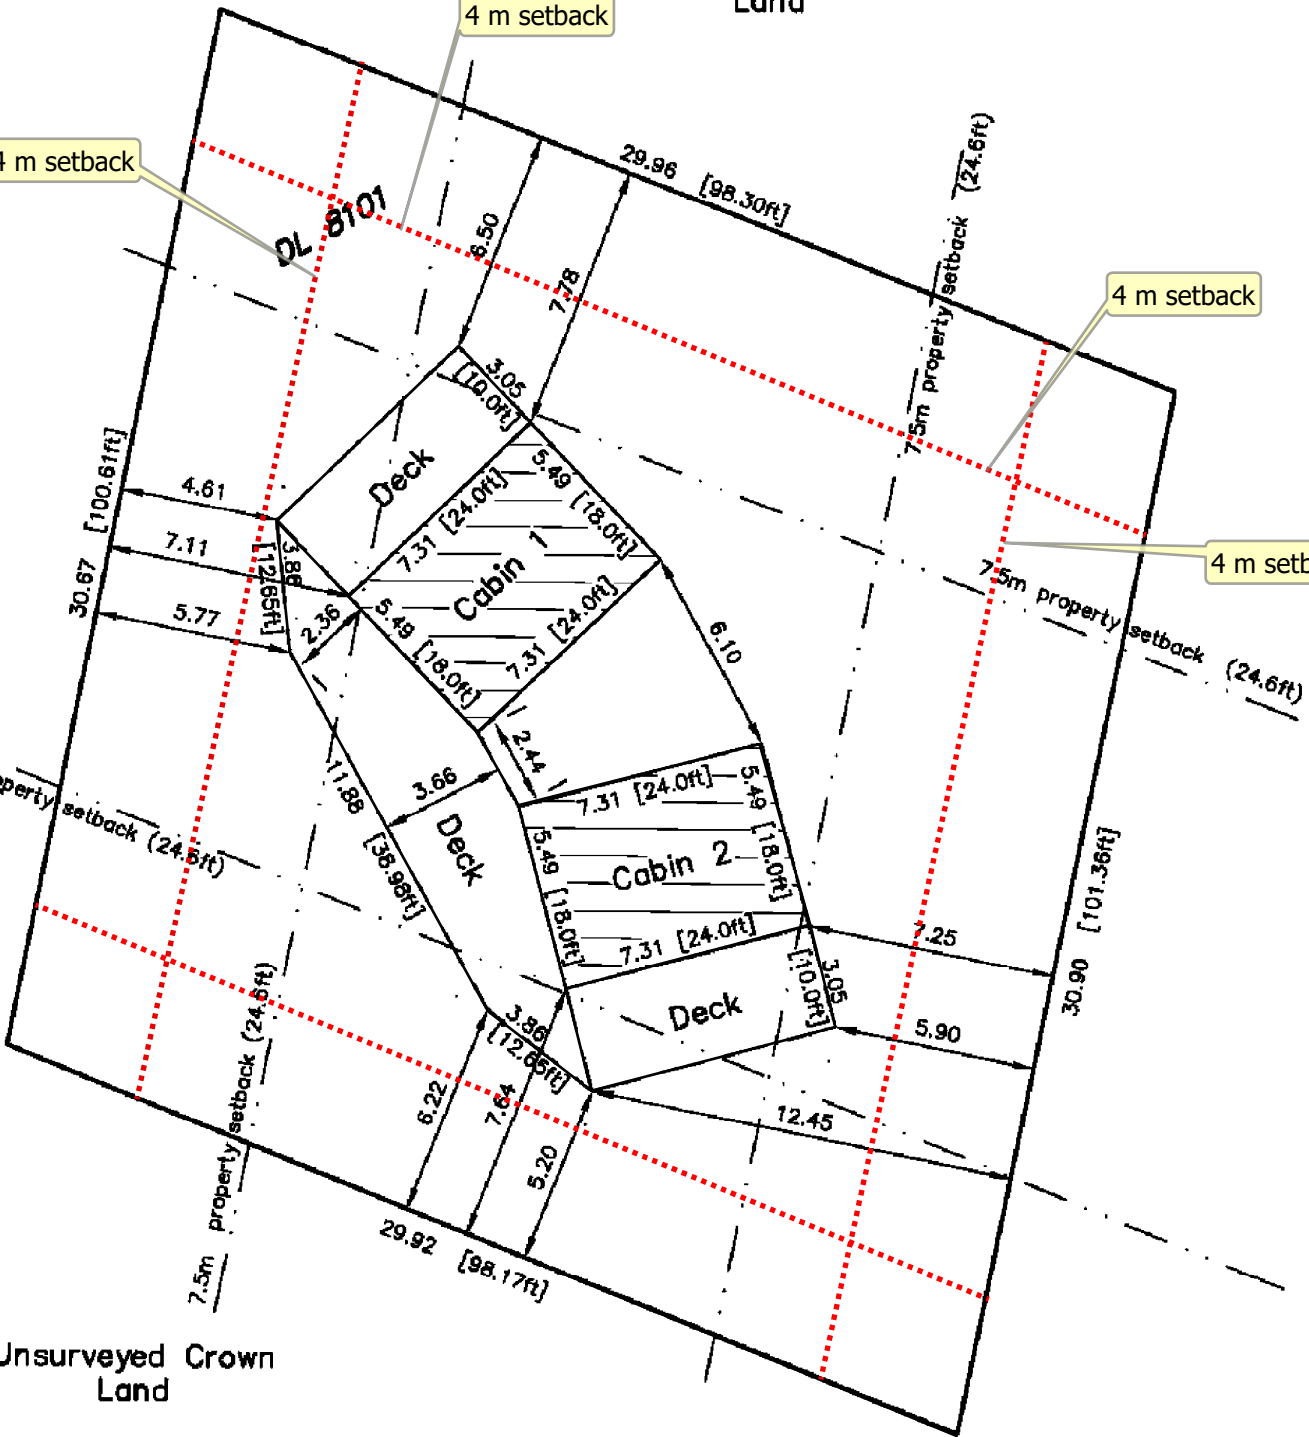 Land
4 m setback
4 m setback
29.96 [98.30ft]
7.5m property setback (24.6ft)
DL 8101
6.50
7.78
4 m setback
3.05
[10.0ft]
Deck
5.49 [18.0ft]
7.31 [24.0ft]
Cabin 1
30.67 [100.61ft]
4.61
7.11
3.86
[12.65ft]
5.77
2.36
5.49 [18.0ft]
7.31 [24.0ft]
4 m setb
7.5m property setback (24.6ft)
6.10
2.44
3.66
11.88 [38.98ft]
Deck
7.31 [24.0ft]
5.49 [18.0ft]
5.49 [18.0ft]
Cabin 2
7.31 [24.0ft]
operty setback (24.6ft)
7.25
30.90 [101.36ft]
3.05
[10.0ft]
Deck
5.90
3.86
[12.65ft]
6.22
7.64
5.20
12.45
7.5m property setback (24.6ft)
29.92 [98.17ft]
Unsurveyed Crown
Land